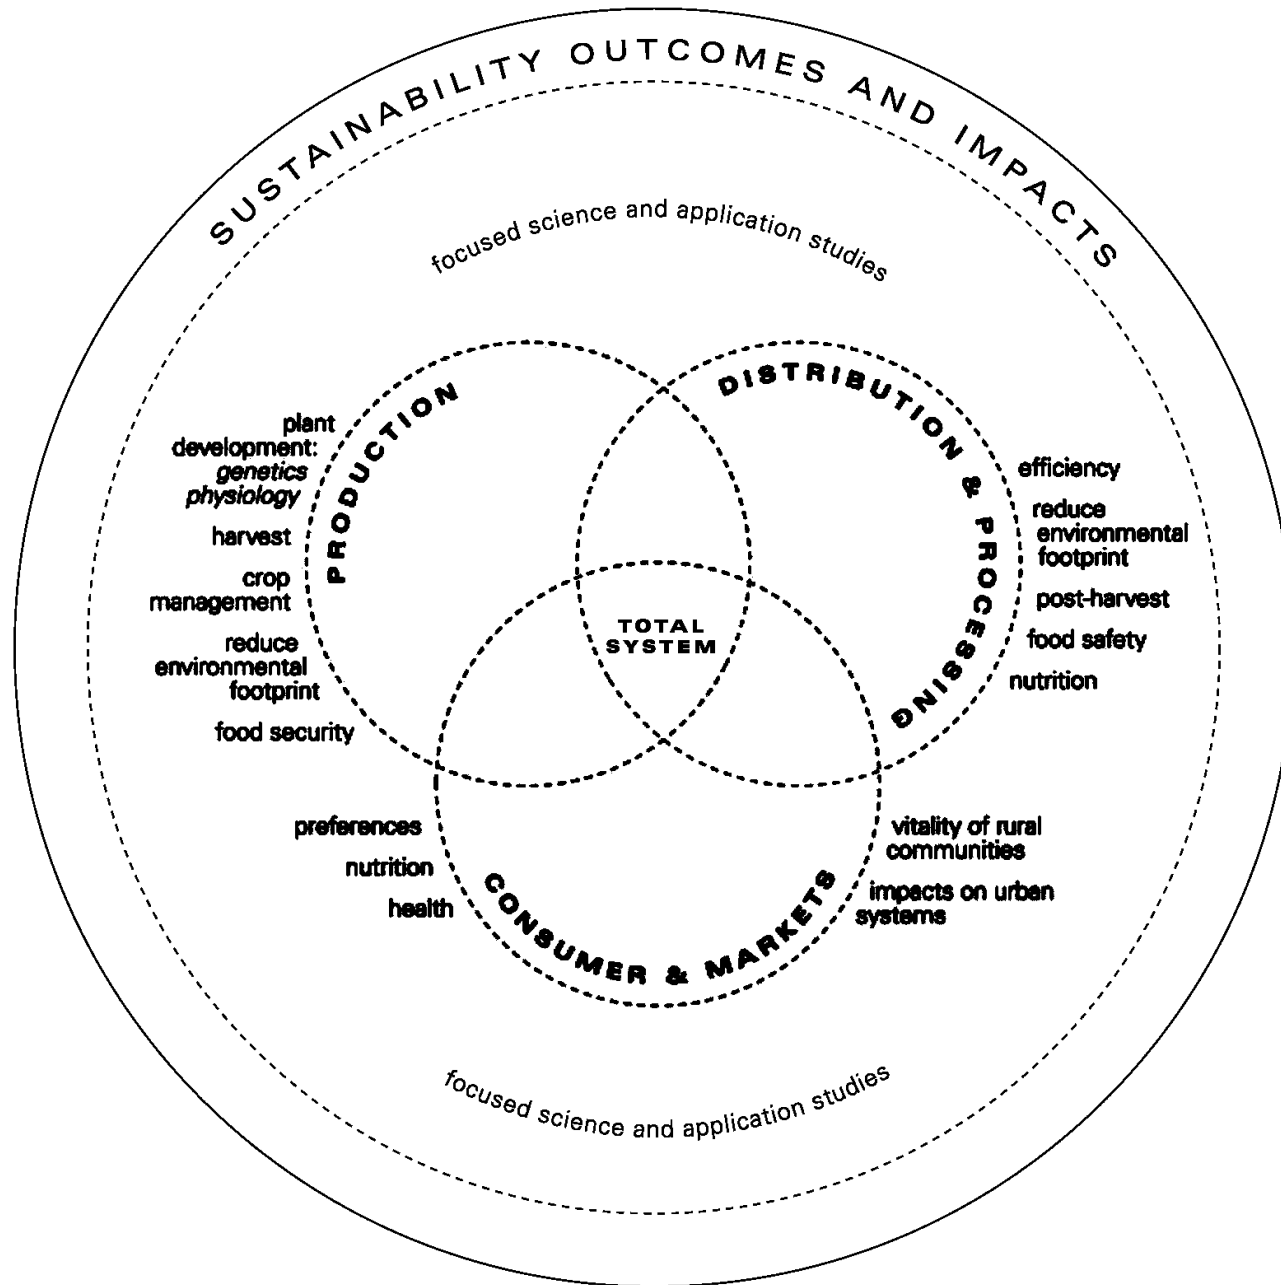 SUSTAINABILITY OUTCOMES AND IMPACTS
focused science and application studies
PRODUCTION
plant
development:
genetics
physiology
harvest
crop
management
reduce
environmental
footprint
food security
DISTRIBUTION & PROCESSING
efficiency
reduce
environmental
footprint
post-harvest
food safety
nutrition
TOTAL
SYSTEM
preferences
nutrition
health
CONSUMER & MARKETS
vitality of rural
communities
impacts on urban
systems
focused science and application studies